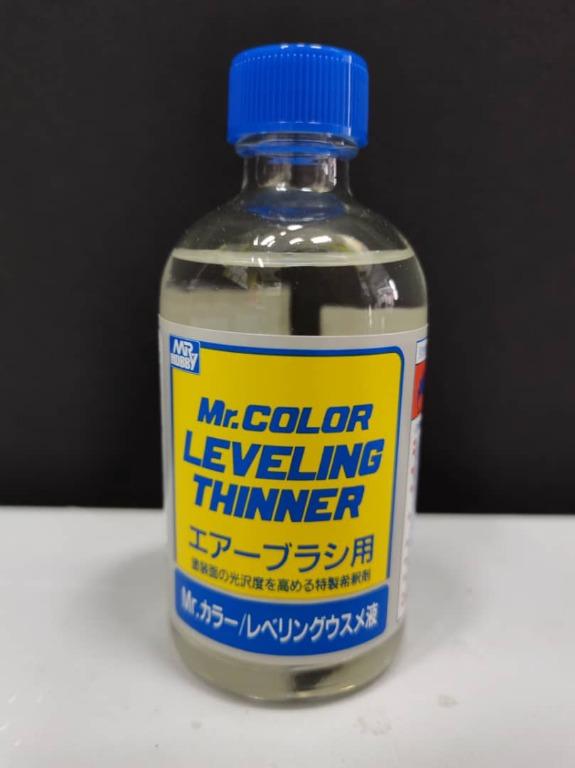 MR HOBBY
Mr.COLOR
LEVELING
THINNER
エアーブラシ用
塗装面の光沢度を高める特製希釈剤
Mr.カラー/レベリングウスメ液